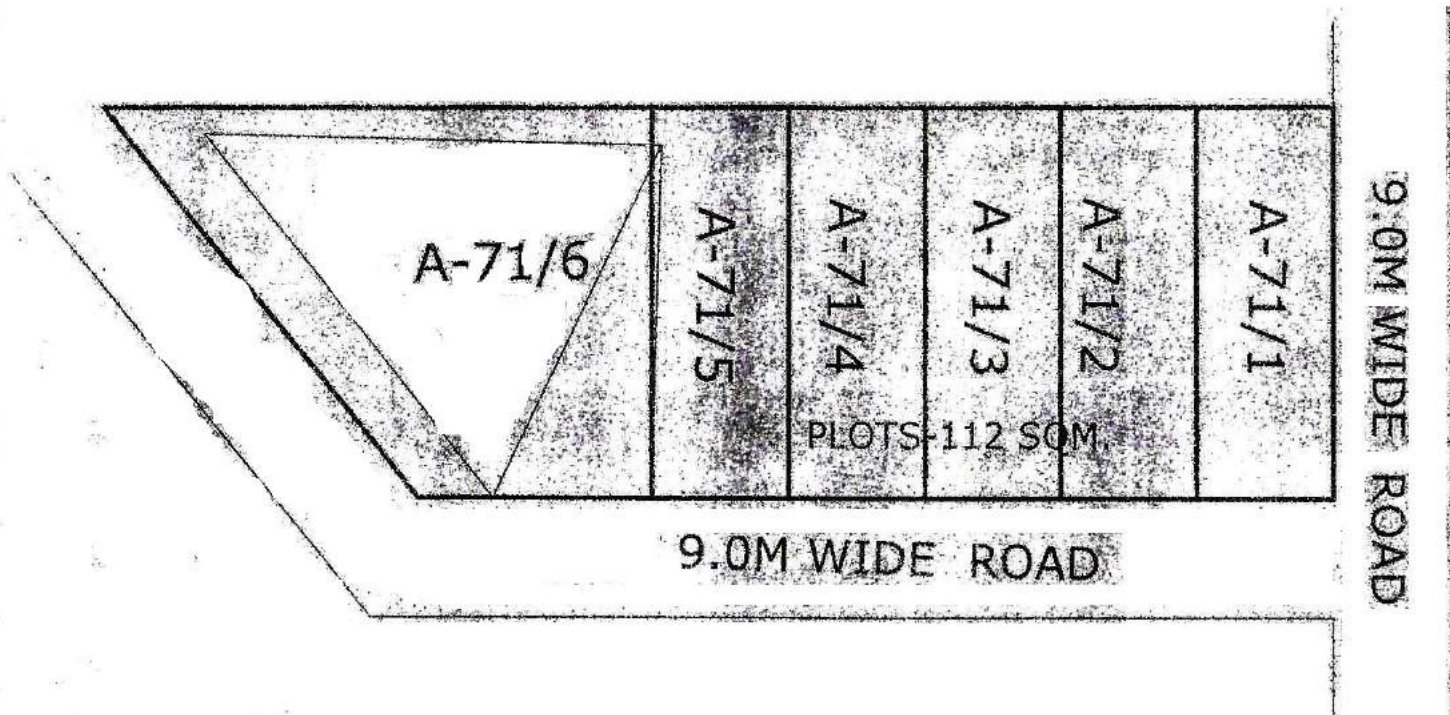 A-71/6
A-71/5
A-71/4
A-71/3
A-71/2
A-71/1
PLOTS-112 SQM
9.0M WIDE ROAD
9.0M WIDE ROAD